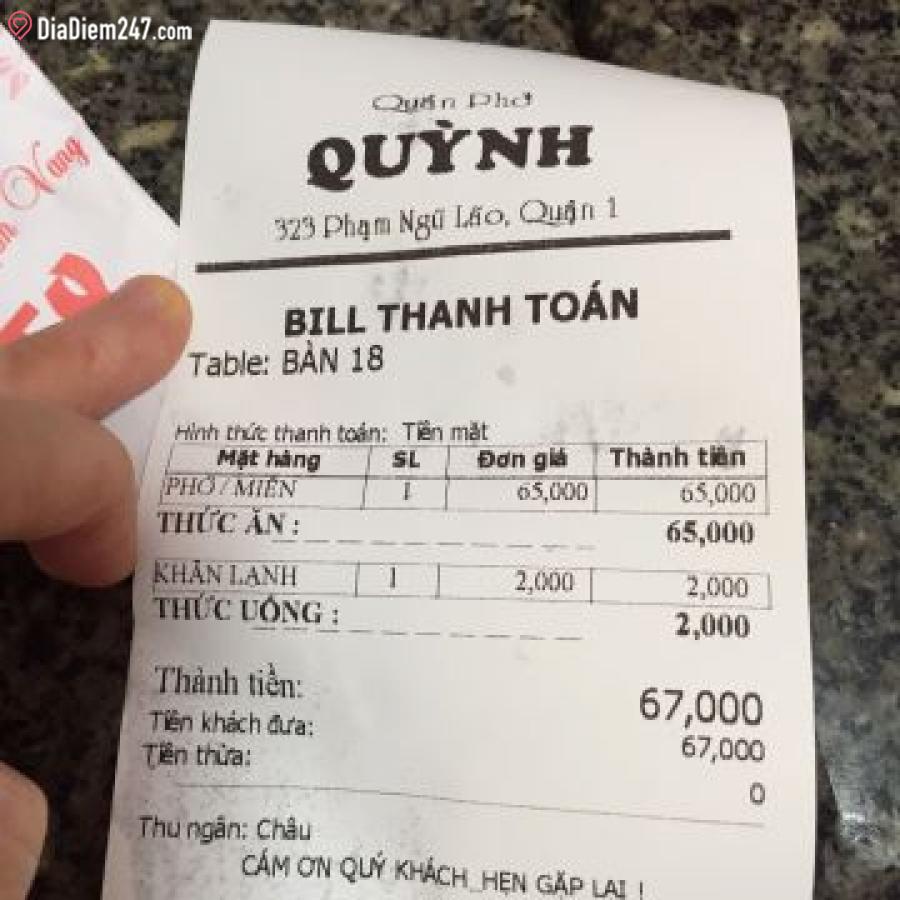 DiaDiem247.com
Vang
Quán Phở
QUỲNH
323 Phạm Ngũ Lão, Quận 1
BILL THANH TOÁN
Table: BÀN 18
Hình thức thanh toán: Tiền mặt
Mặt hàng SL Đơn giá Thành tiền
PHỞ / MIẾN 1 65,000 65,000
THỨC ĂN : 65,000
KHĂN LẠNH 1 2,000 2,000
THỨC UỐNG : 2,000
Thành tiền: 67,000
Tiền khách đưa: 67,000
Tiền thừa: 0
Thu ngân: Châu
CÁM ƠN QUÝ KHÁCH_HẸN GẶP LẠI !